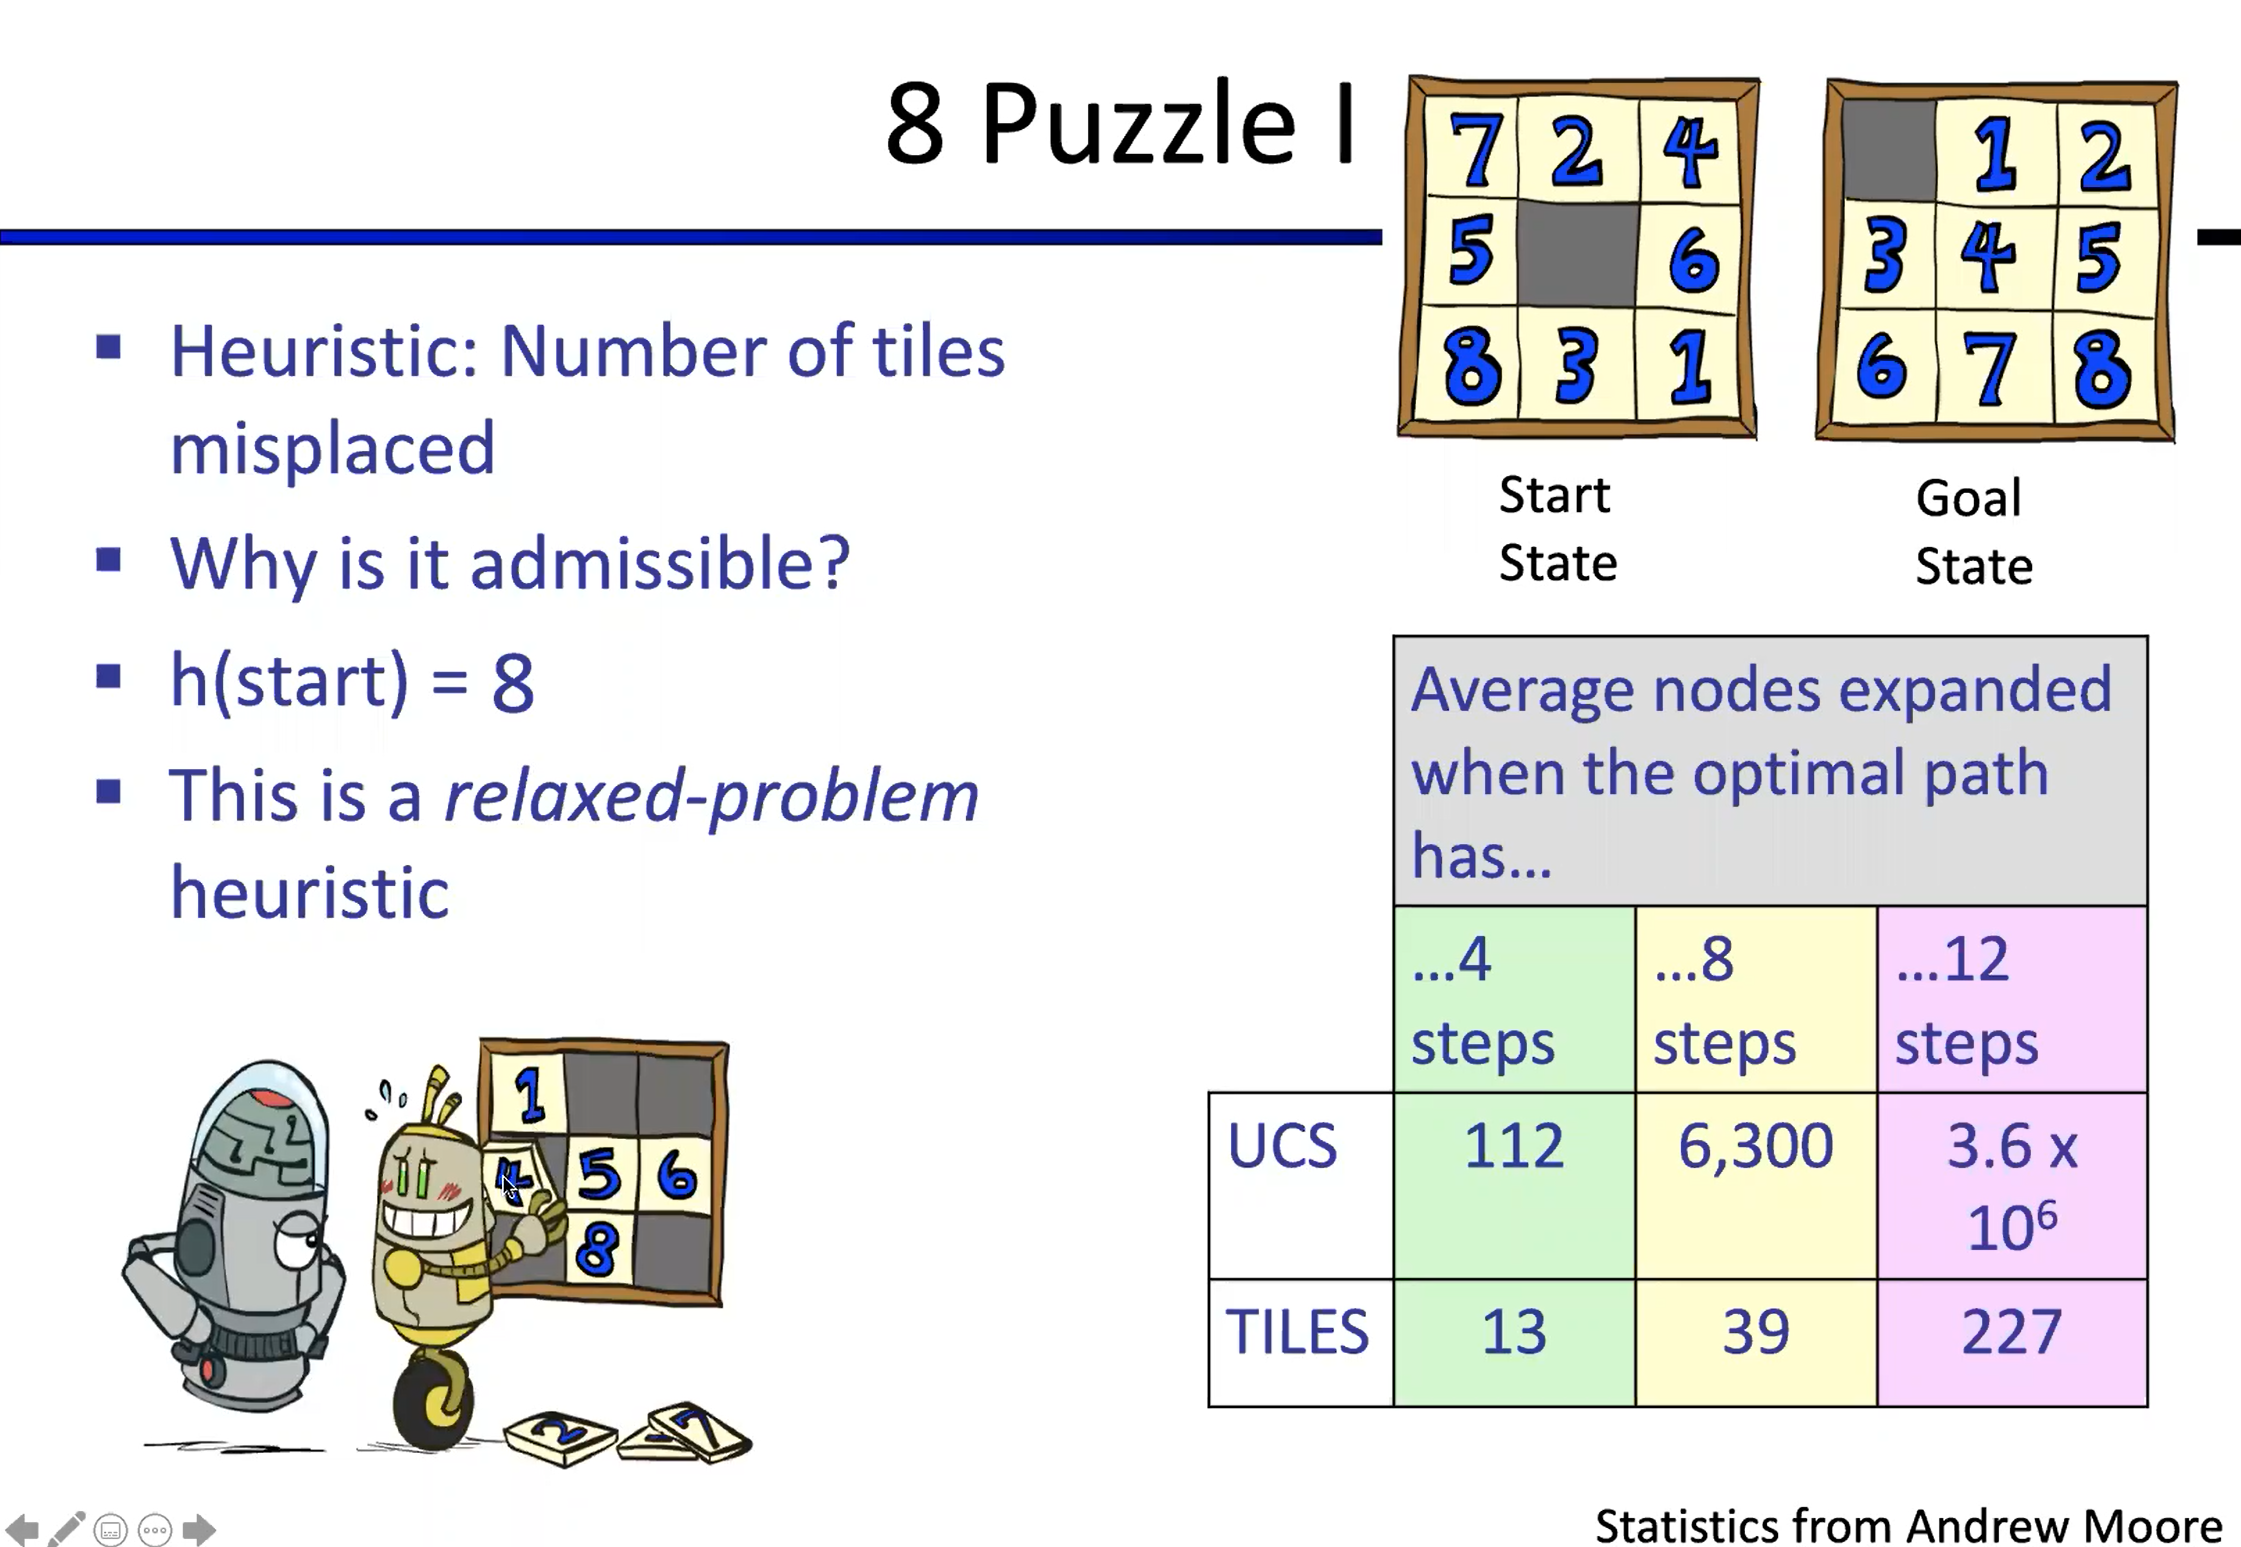 8 Puzzle I
7 2 4
5 6
8 3 1
Start
State
1 2
3 4 5
6 7 8
Goal
State
▪ Heuristic: Number of tiles
misplaced
▪ Why is it admissible?
▪ h(start) = 8
▪ This is a relaxed-problem
heuristic
Average nodes expanded
when the optimal path
has...
...4
steps
...8
steps
...12
steps
UCS
112
6,300
3.6 x
10⁶
TILES
13
39
227
1
4 5 6
8
2
7
Statistics from Andrew Moore